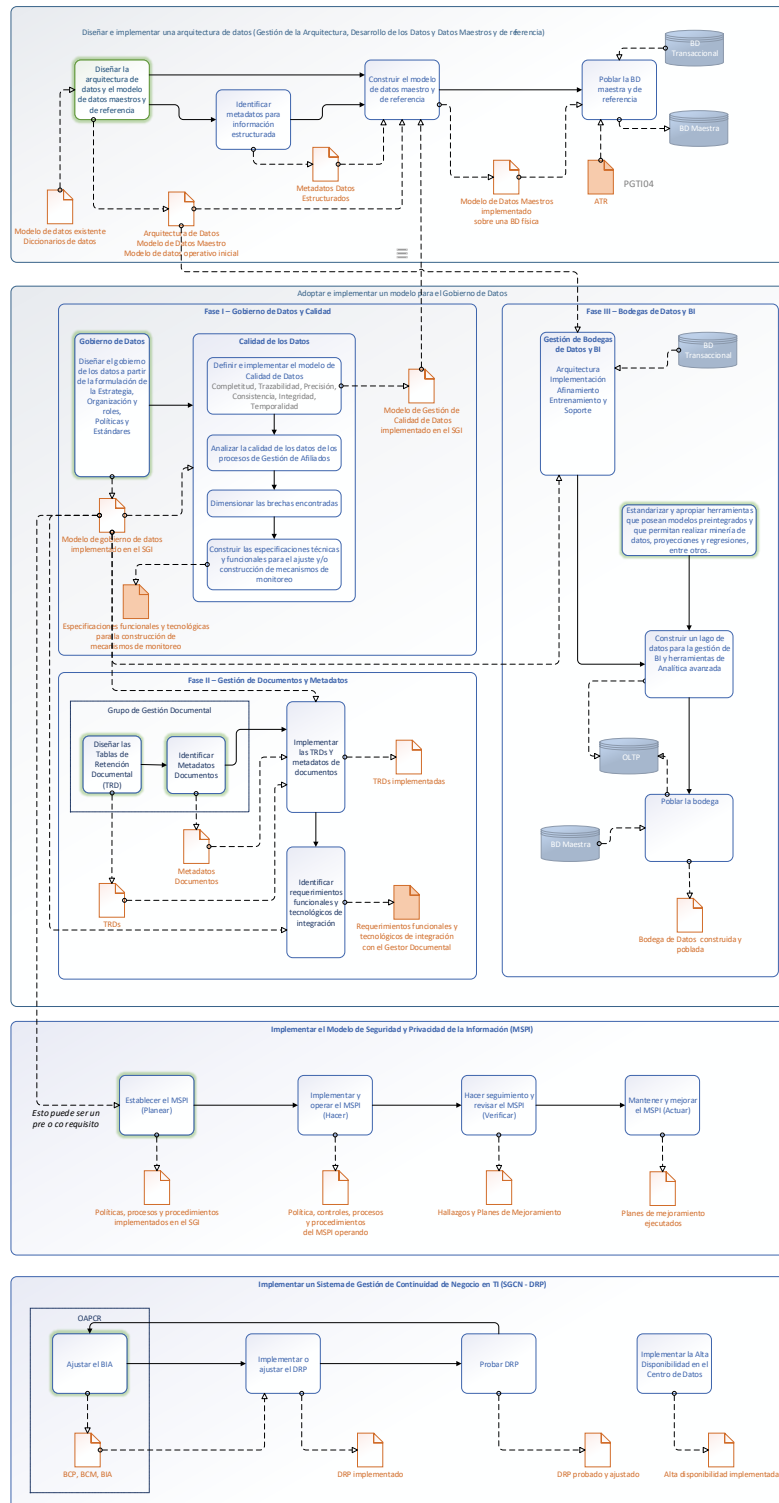 Diseñar e implementar una arquitectura de datos (Gestión de la Arquitectura, Desarrollo de los Datos y Datos Maestros y de referencia)
BD
Transaccional
Diseñar la
arquitectura de
datos y el modelo
de datos maestros y
de referencia
Identificar
metadatos para
información
estructurada
Construir el modelo
de datos maestro y
de referencia
Poblar la BD
maestra y de
referencia
BD Maestra
Metadatos Datos
Estructurados
Modelo de Datos Maestros
implementado
sobre una BD física
ATR
PGTI04
Modelo de datos existente
Diccionarios de datos
Arquitectura de Datos
Modelo de Datos Maestro
Modelo de datos operativo inicial
Adoptar e implementar un modelo para el Gobierno de Datos
Fase I – Gobierno de Datos y Calidad
Gobierno de Datos
Diseñar el gobierno
de los datos a partir
de la formulación de
la Estrategia,
Organización y
roles,
Políticas y
Estándares
Calidad de los Datos
Definir e implementar el modelo de
Calidad de Datos
Completitud, Trazabilidad, Precisión,
Consistencia, Integridad,
Temporalidad
Analizar la calidad de los datos de los
procesos de Gestión de Afiliados
Dimensionar las brechas encontradas
Construir las especificaciones técnicas
y funcionales para el ajuste y/o
construcción de mecanismos de
monitoreo
Modelo de Gestión de
Calidad de Datos
implementado en el SGI
Modelo de gobierno de datos
implementado en el SGI
Especificaciones funcionales y tecnológicas
para la construcción de
mecanismos de monitoreo
Fase III – Bodegas de Datos y BI
Gestión de Bodegas
de Datos y BI
Arquitectura
Implementación
Afinamiento
Entrenamiento y
Soporte
BD
Transaccional
Estandarizar y apropiar herramientas
que posean modelos preintegrados y
que permitan realizar minería de
datos, proyecciones y regresiones,
entre otros.
Construir un lago de
datos para la gestión de
BI y herramientas de
Analítica avanzada
OLTP
Poblar la bodega
BD Maestra
Bodega de Datos construida y
poblada
Fase II – Gestión de Documentos y Metadatos
Grupo de Gestión Documental
Diseñar las
Tablas de
Retención
Documental
(TRD)
Identificar
Metadatos
Documentos
Implementar
las TRDs Y
metadatos de
documentos
TRDs implementadas
Metadatos
Documentos
TRDs
Identificar
requerimientos
funcionales y
tecnológicos de
integración
Requerimientos funcionales y
tecnológicos de integración
con el Gestor Documental
Implementar el Modelo de Seguridad y Privacidad de la Información (MSPI)
Esto puede ser un
pre o co requisito
Establecer el MSPI
(Planear)
Implementar y
operar el MSPI
(Hacer)
Hacer seguimiento y
revisar el MSPI
(Verificar)
Mantener y mejorar
el MSPI (Actuar)
Políticas, procesos y procedimientos
implementados en el SGI
Política, controles, procesos
y procedimientos
del MSPI operando
Hallazgos y Planes de Mejoramiento
Planes de mejoramiento
ejecutados
Implementar un Sistema de Gestión de Continuidad de Negocio en TI (SGCN - DRP)
OAPCR
Ajustar el BIA
Implementar o
ajustar el DRP
Probar DRP
Implementar la Alta
Disponibilidad en el
Centro de Datos
BCP, BCM, BIA
DRP implementado
DRP probado y ajustado
Alta disponibilidad implementada